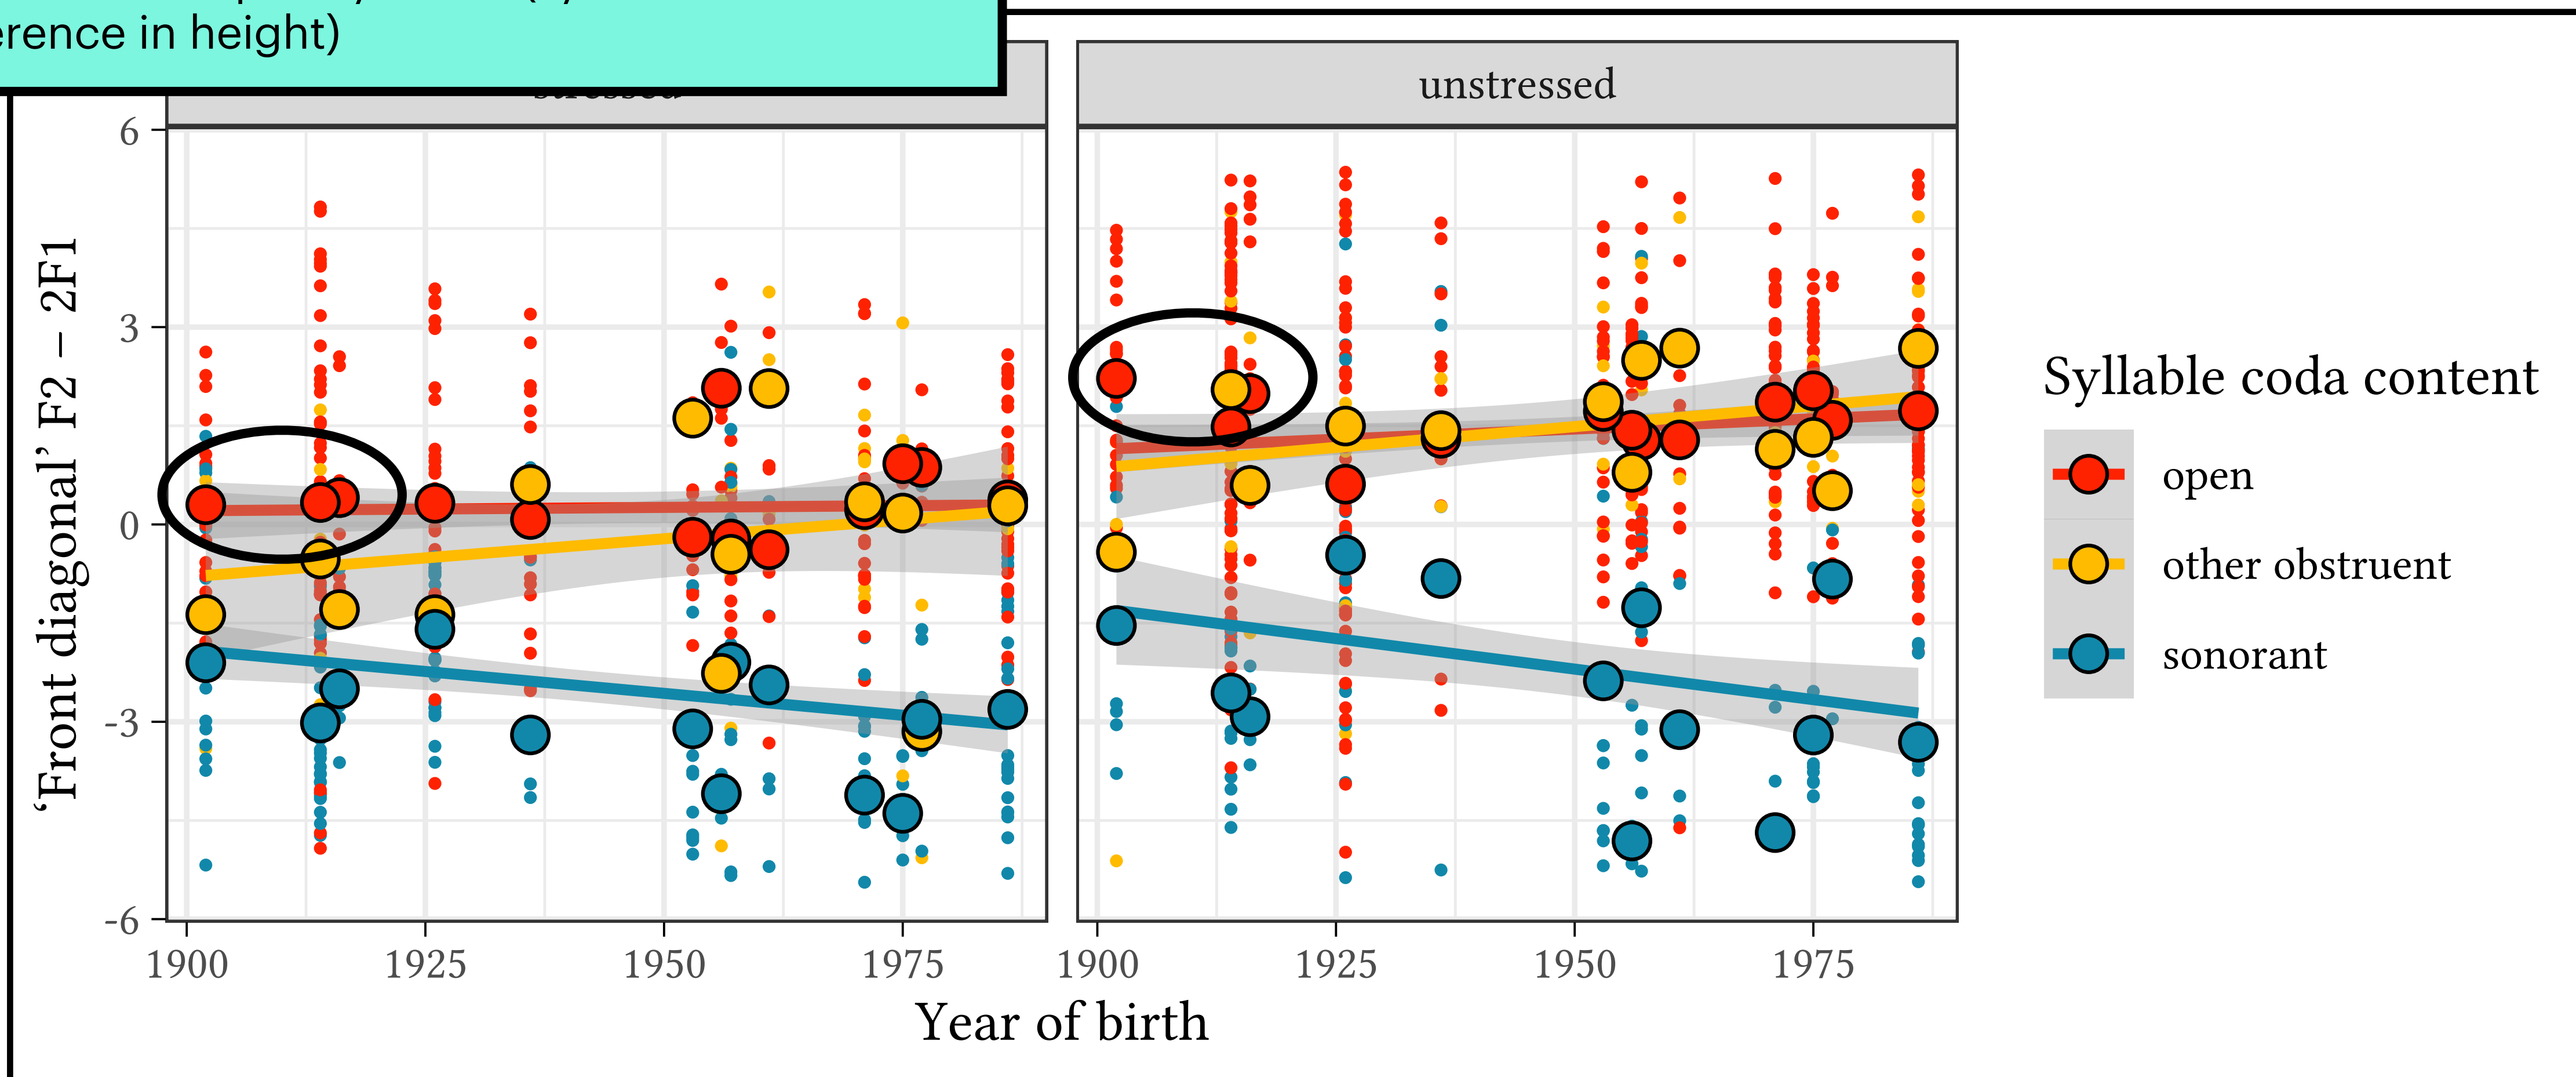 erence in height)
stressed
unstressed
'Front diagonal' F2 – 2F1
6
3
0
-3
-6
1900
1925
1950
1975
1900
1925
1950
1975
Year of birth
Syllable coda content
open
other obstruent
sonorant